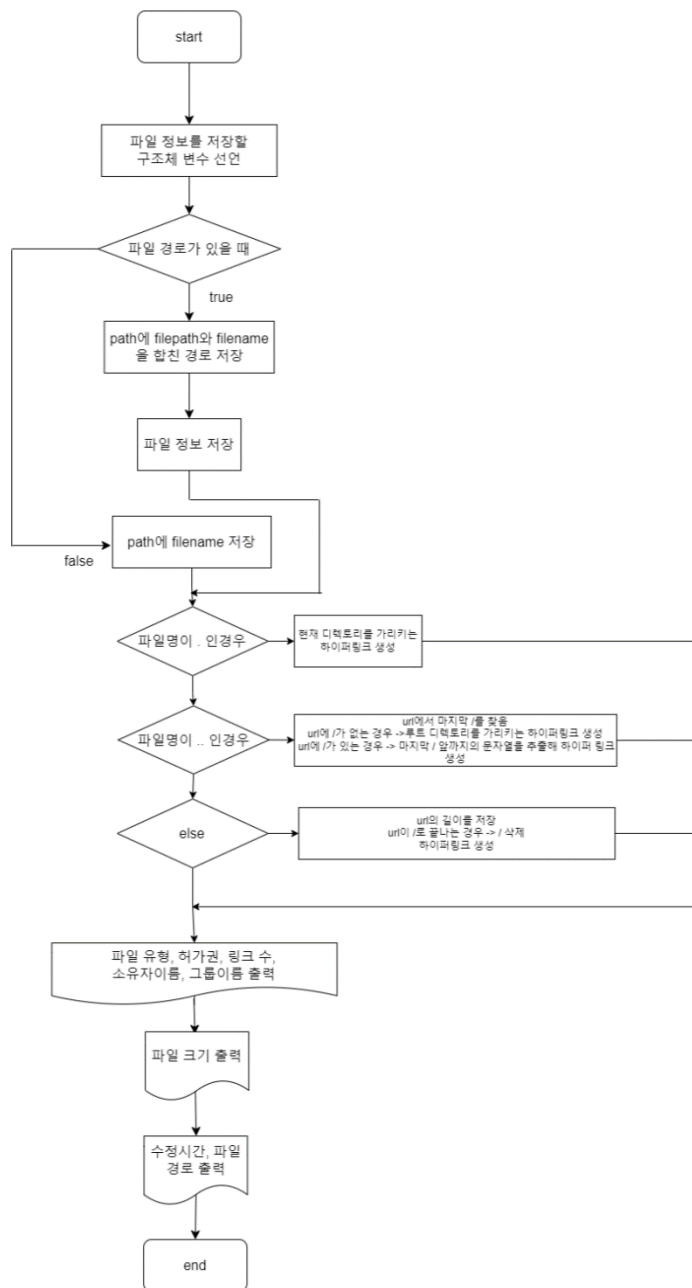 start
파일 정보를 저장할
구조체 변수 선언
파일 경로가 있을 때
true
path에 filepath와 filename
을 합친 경로 저장
파일 정보 저장
path에 filename 저장
false
파일명이 . 인경우
현재 디렉토리를 가리키는
하이퍼링크 생성
파일명이 .. 인경우
url에서 마지막 /를 찾음
url에 /가 없는 경우 ->루트 디렉토리를 가리키는 하이퍼링크 생성
url에 /가 있는 경우 -> 마지막 / 앞까지의 문자열을 추출해 하이퍼 링크
생성
else
url의 길이를 저장
url이 /로 끝나는 경우 -> / 삭제
하이퍼링크 생성
파일 유형, 허가권, 링크 수,
소유자이름, 그룹이름 출력
파일 크기 출력
수정시간, 파일
경로 출력
end